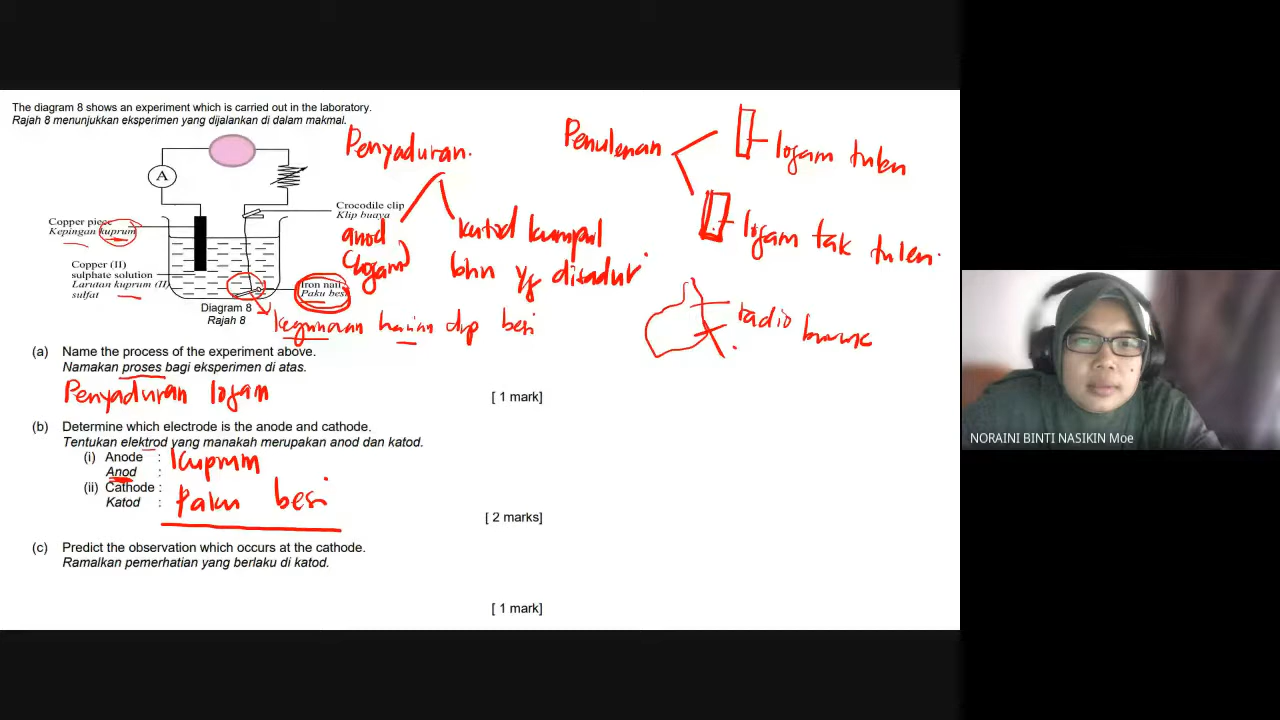 The diagram 8 shows an experiment which is carried out in the laboratory.
Rajah 8 menunjukkan eksperimen yang dijalankan di dalam makmal.
Penyaduran.
anod
(logam)
katod kumpul
bhn yg disadur
Penulenan
logam tulen
logam tak tulen.
radio
A
Copper piece
Kepingan kuprum
Crocodile clip
Klip buaya
Copper (II)
sulphate solution
Larutan kuprum (II)
sulfat
Iron nail
Paku besi
Diagram 8
Rajah 8
kegunaan harian drp besi
(a) Name the process of the experiment above.
Namakan proses bagi eksperimen di atas.
Penyaduran logam
[ 1 mark]
(b) Determine which electrode is the anode and cathode.
Tentukan elektrod yang manakah merupakan anod dan katod.
(i) Anode : Kuprum
Anod :
(ii) Cathode : Paku besi
Katod :
[ 2 marks]
(c) Predict the observation which occurs at the cathode.
Ramalkan pemerhatian yang berlaku di katod.
[ 1 mark]
NORAINI BINTI NASIKIN Moe